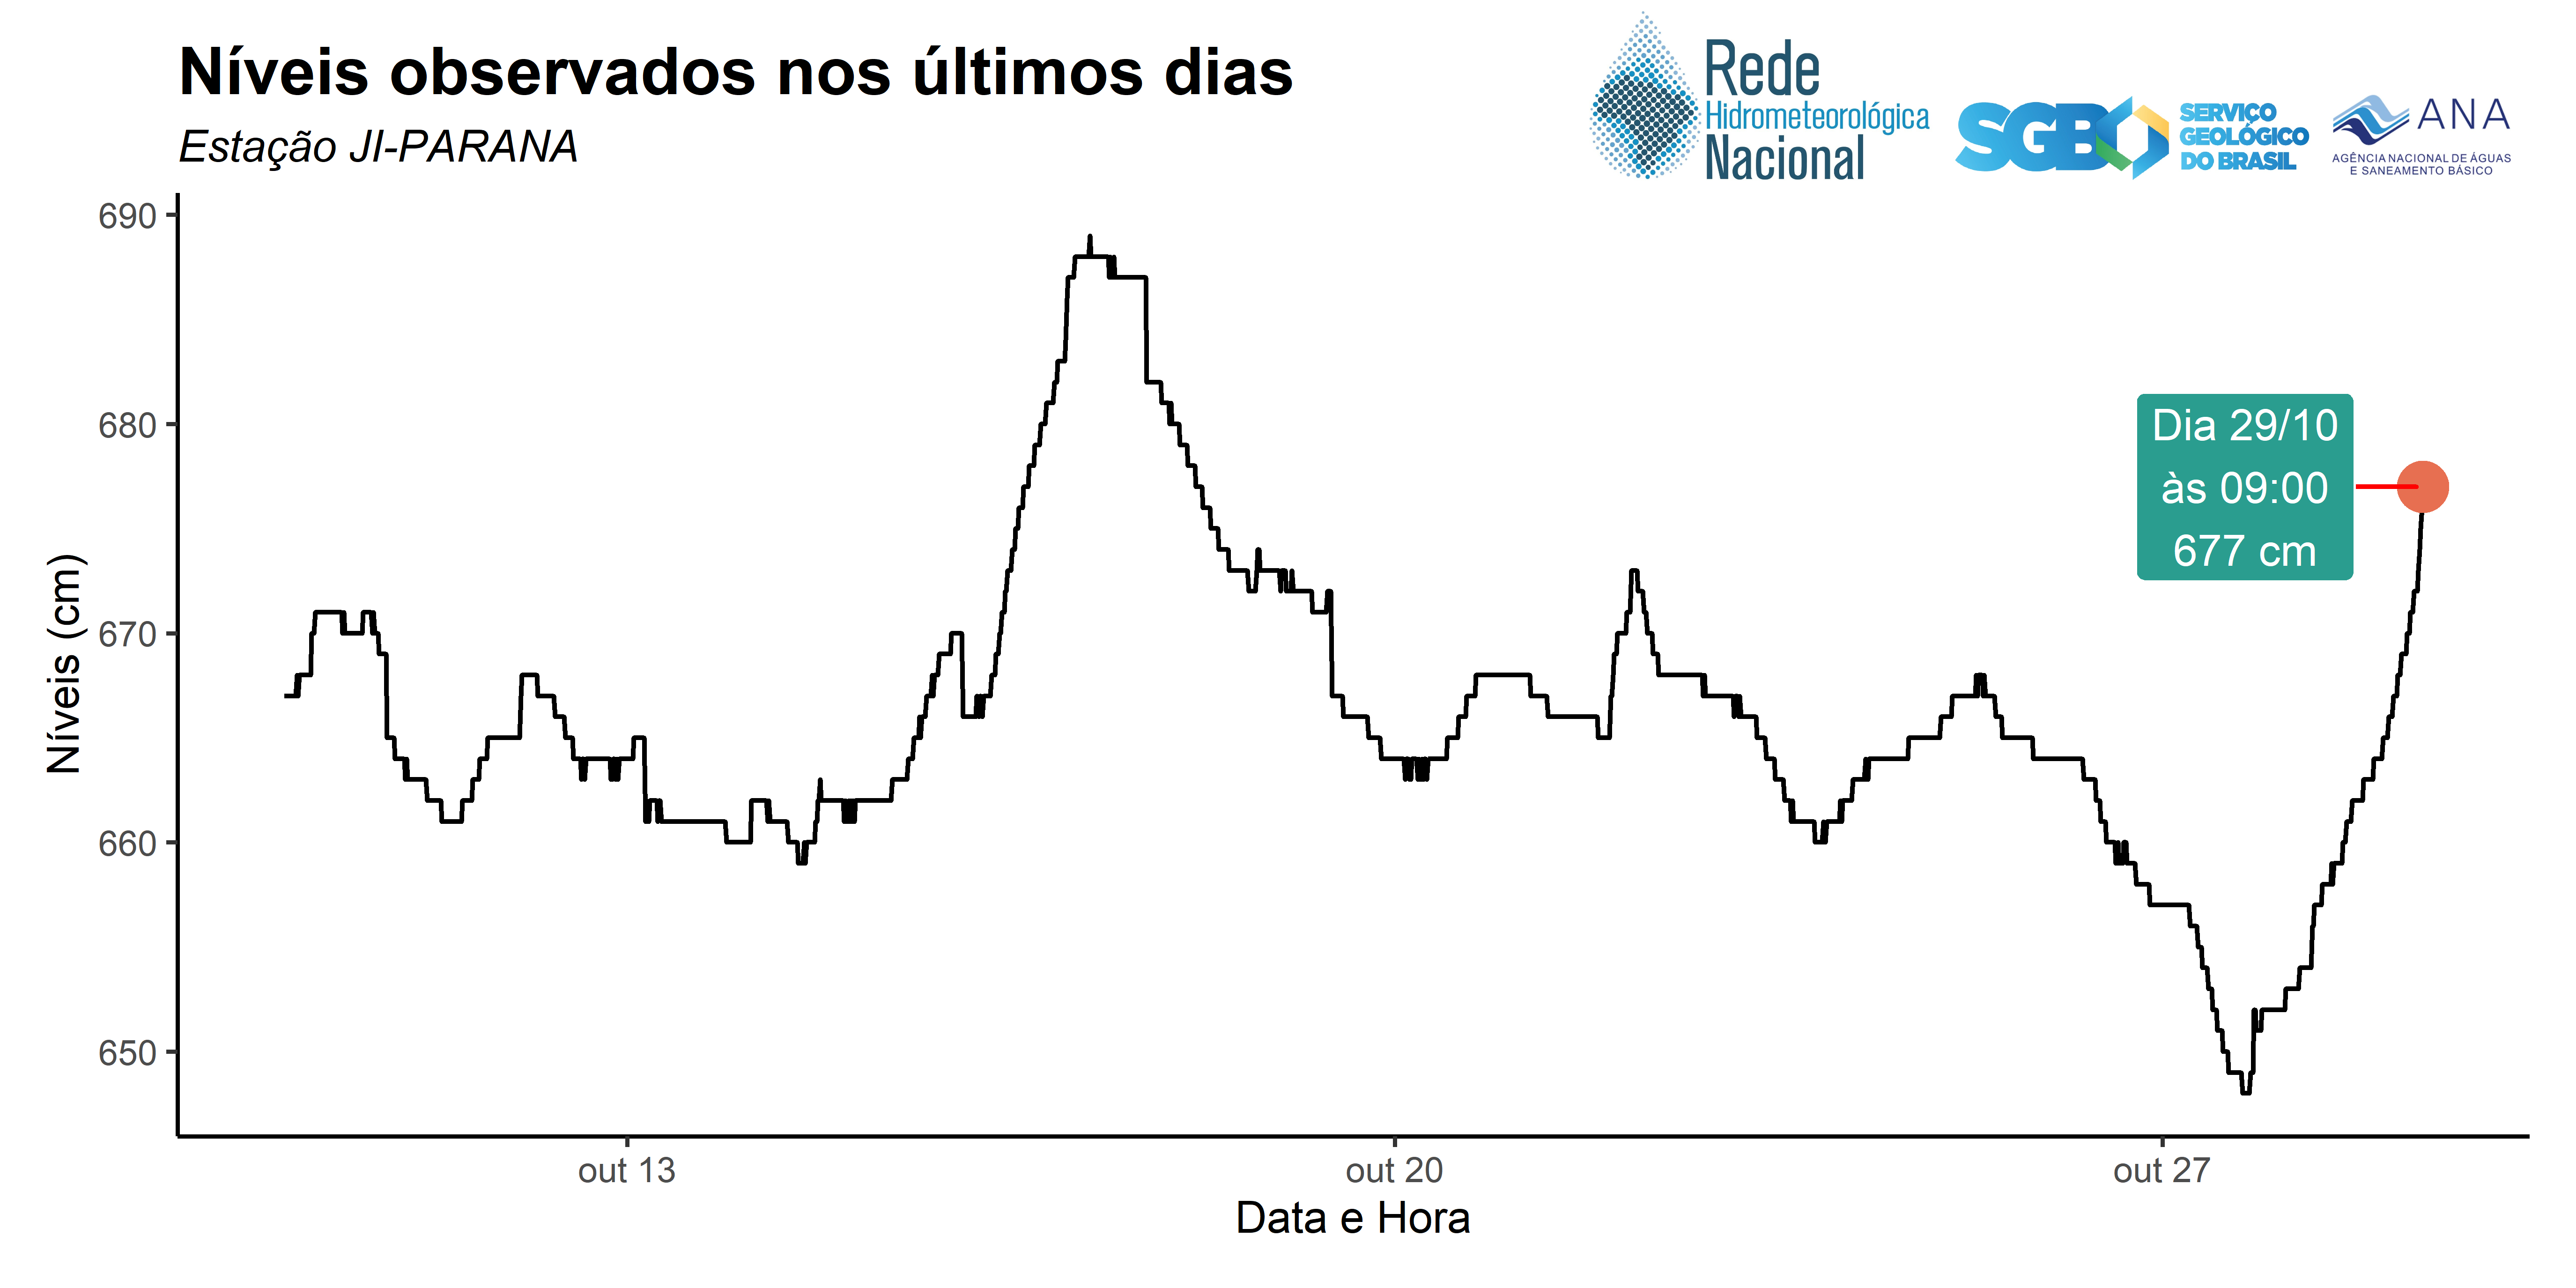 Níveis observados nos últimos dias
Estação JI-PARANA
Rede
Hidrometeorológica
Nacional
SGB
SERVIÇO
GEOLÓGICO
DO BRASIL
ANA
AGÊNCIA NACIONAL DE ÁGUAS
E SANEAMENTO BÁSICO
Níveis (cm)
690
680
670
660
650
Dia 29/10
às 09:00
677 cm
out 13
out 20
out 27
Data e Hora